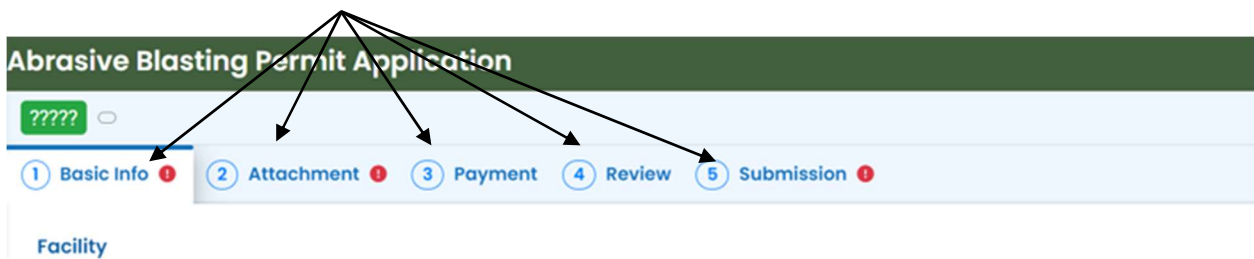 Abrasive Blasting Permit Application
?????
1 Basic Info ! 2 Attachment ! 3 Payment 4 Review 5 Submission !
Facility